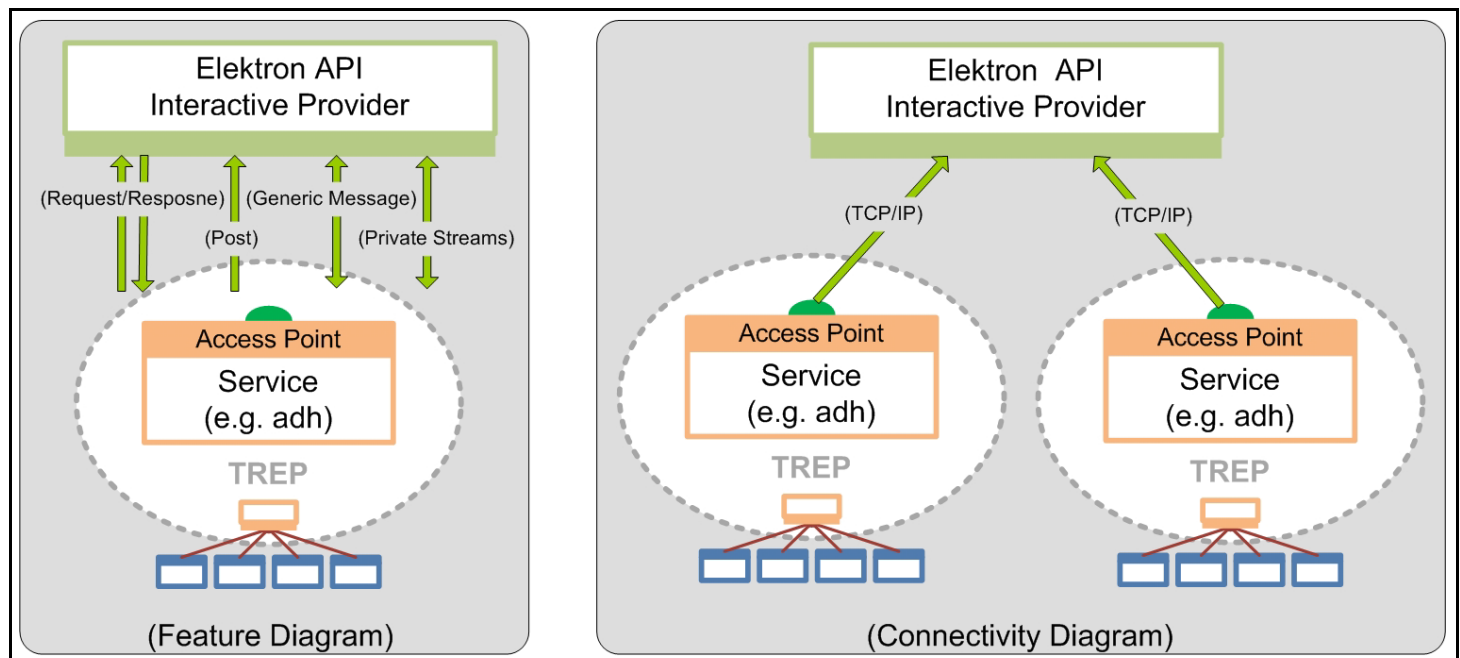 Elektron API
Interactive Provider
(Request/Resposne)
(Generic Message)
(Post)
(Private Streams)
Access Point
Service
(e.g. adh)
TREP
(Feature Diagram)
Elektron API
Interactive Provider
(TCP/IP)
(TCP/IP)
Access Point
Service
(e.g. adh)
TREP
Access Point
Service
(e.g. adh)
TREP
(Connectivity Diagram)